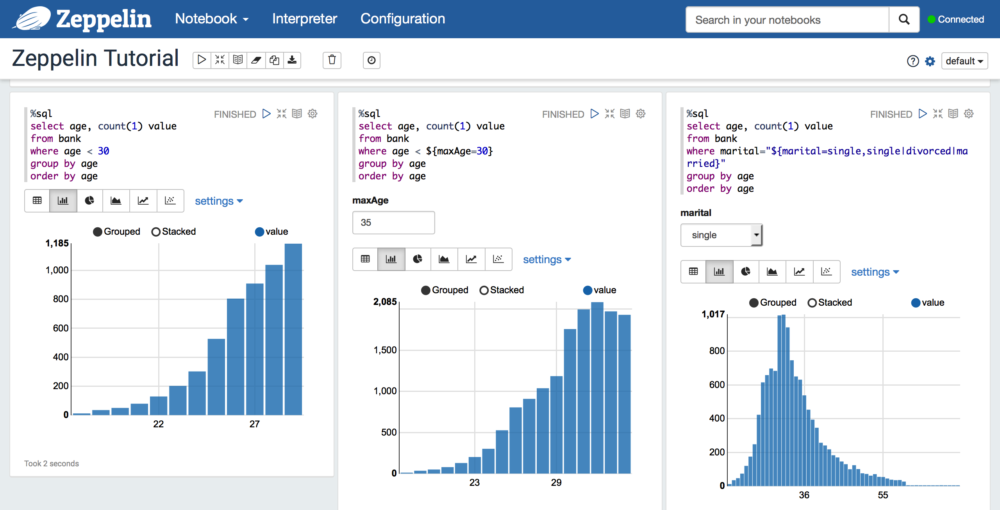 Zeppelin Notebook Interpreter Configuration Search in your notebooks Connected
Zeppelin Tutorial default
%sql FINISHED
select age, count(1) value
from bank
where age < 30
group by age
order by age
settings
Grouped Stacked value
1,185
1,000
800
600
400
200
0
22 27
Took 2 seconds
%sql FINISHED
select age, count(1) value
from bank
where age < ${maxAge=30}
group by age
order by age
maxAge
35
settings
Grouped Stacked value
2,085
1,500
1,000
500
0
23 29
%sql FINISHED
select age, count(1) value
from bank
where marital="${marital=single,single|divorced|ma
rried}"
group by age
order by age
marital
single
settings
Grouped Stacked value
1,017
800
600
400
200
0
36 55